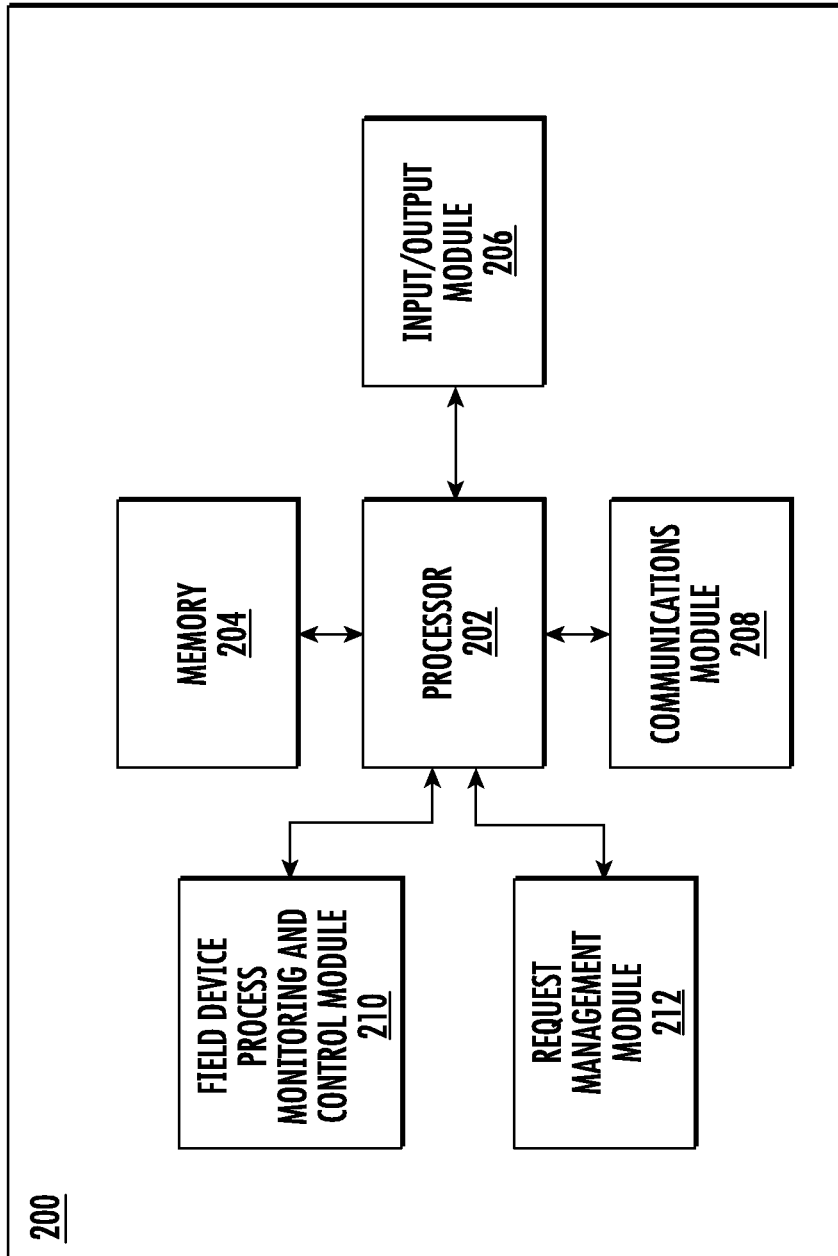 200
FIELD DEVICE
PROCESS
MONITORING AND
CONTROL MODULE
210
REQUEST
MANAGEMENT
MODULE
212
MEMORY
204
PROCESSOR
202
COMMUNICATIONS
MODULE
208
INPUT/OUTPUT
MODULE
206